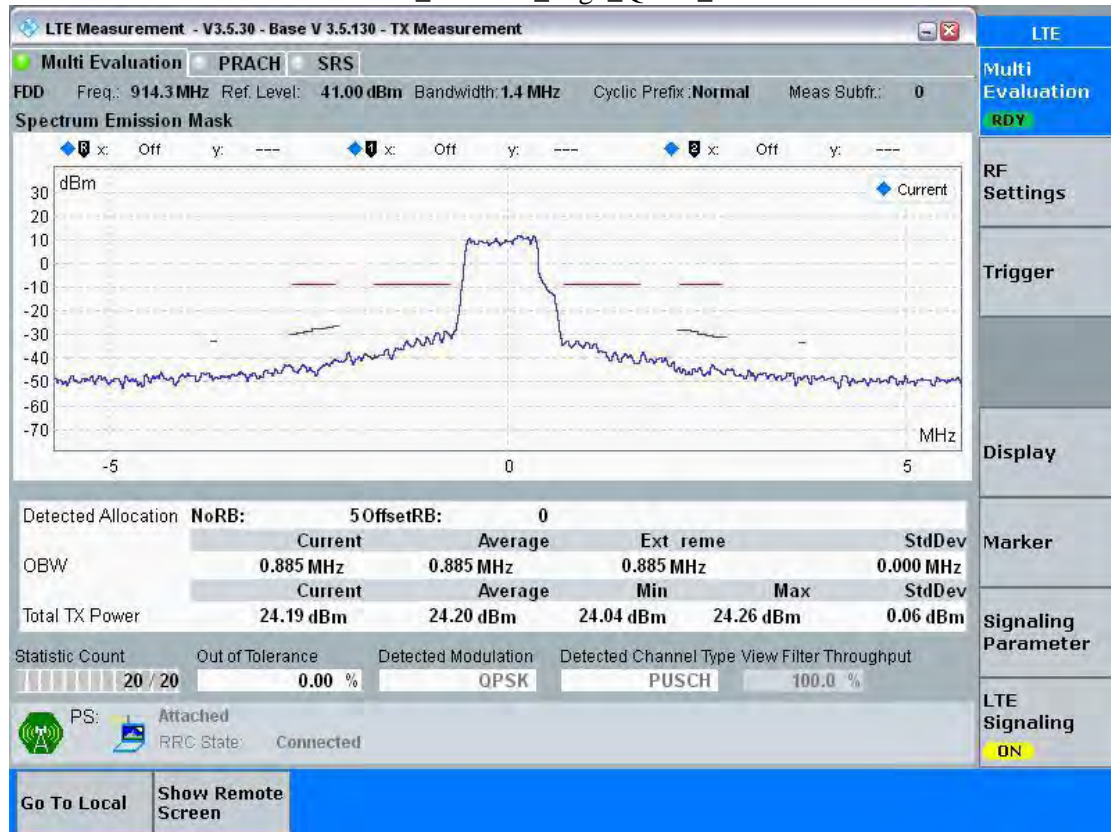 LTE Measurement - V3.5.30 - Base V 3.5.130 - TX Measurement
LTE
Multi Evaluation PRACH SRS
Multi
Evaluation
RDY
FDD Freq.: 914.3 MHz Ref. Level: 41.00 dBm Bandwidth: 1.4 MHz Cyclic Prefix : Normal Meas Subfr.: 0
Spectrum Emission Mask
R x: Off y: --- 1 x: Off y: --- 2 x: Off y: ---
dBm
Current
30
20
10
0
-10
-20
-30
-40
-50
-60
-70
MHz
-5 0 5
RF
Settings
Trigger
Display
Marker
Signaling
Parameter
LTE
Signaling
ON
Detected Allocation NoRB: 5 OffsetRB: 0
Current Average Ext reme StdDev
OBW 0.885 MHz 0.885 MHz 0.885 MHz 0.000 MHz
Current Average Min Max StdDev
Total TX Power 24.19 dBm 24.20 dBm 24.04 dBm 24.26 dBm 0.06 dBm
Statistic Count Out of Tolerance Detected Modulation Detected Channel Type View Filter Throughput
20 / 20 0.00 % QPSK PUSCH 100.0 %
PS: Attached
RRC State: Connected
Go To Local
Show Remote
Screen